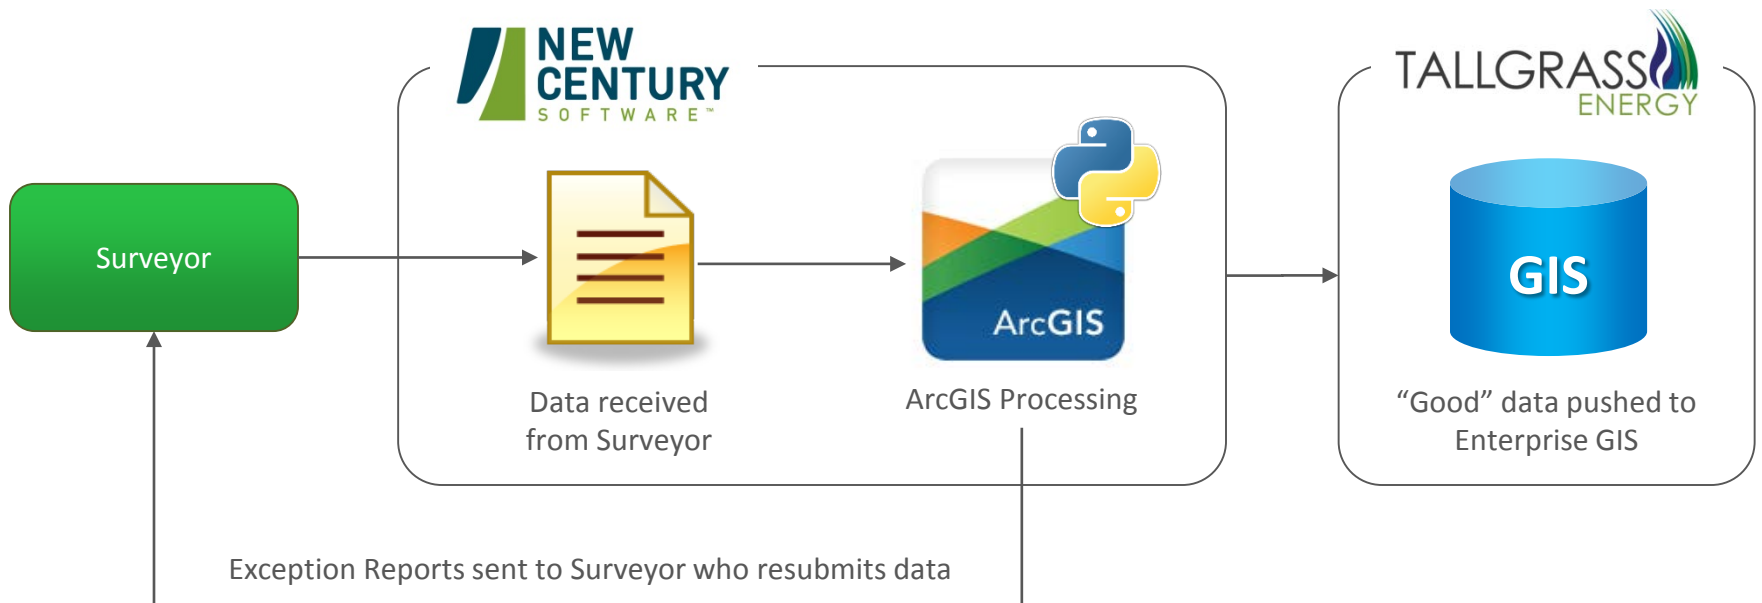 NEW
CENTURY
SOFTWARE™
TALLGRASS
ENERGY
Surveyor
ArcGIS
GIS
Data received
from Surveyor
ArcGIS Processing
“Good” data pushed to
Enterprise GIS
Exception Reports sent to Surveyor who resubmits data